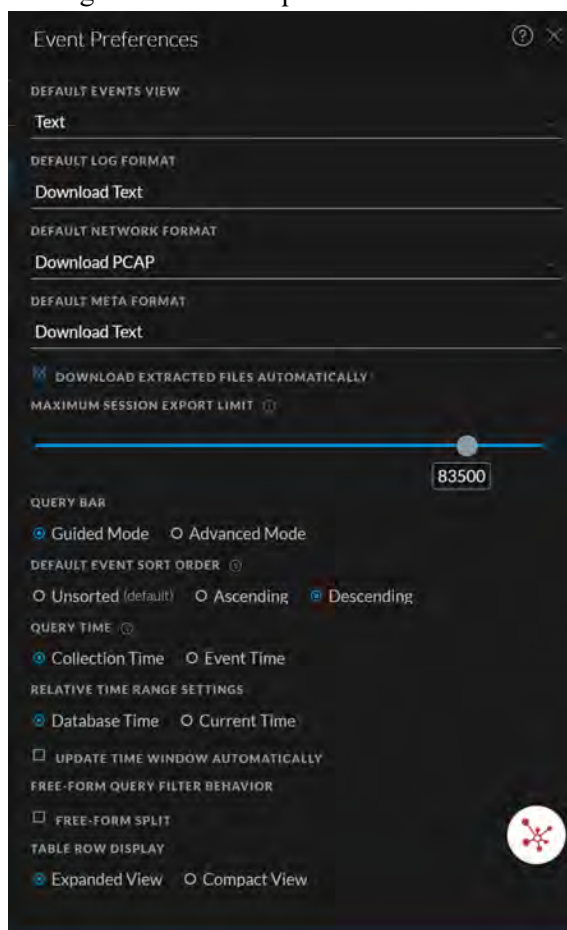 Event Preferences
DEFAULT EVENTS VIEW
Text
DEFAULT LOG FORMAT
Download Text
DEFAULT NETWORK FORMAT
Download PCAP
DEFAULT META FORMAT
Download Text
DOWNLOAD EXTRACTED FILES AUTOMATICALLY
MAXIMUM SESSION EXPORT LIMIT
83500
QUERY BAR
Guided Mode Advanced Mode
DEFAULT EVENT SORT ORDER
Unsorted (default) Ascending Descending
QUERY TIME
Collection Time Event Time
RELATIVE TIME RANGE SETTINGS
Database Time Current Time
UPDATE TIME WINDOW AUTOMATICALLY
FREE-FORM QUERY FILTER BEHAVIOR
FREE-FORM SPLIT
TABLE ROW DISPLAY
Expanded View Compact View